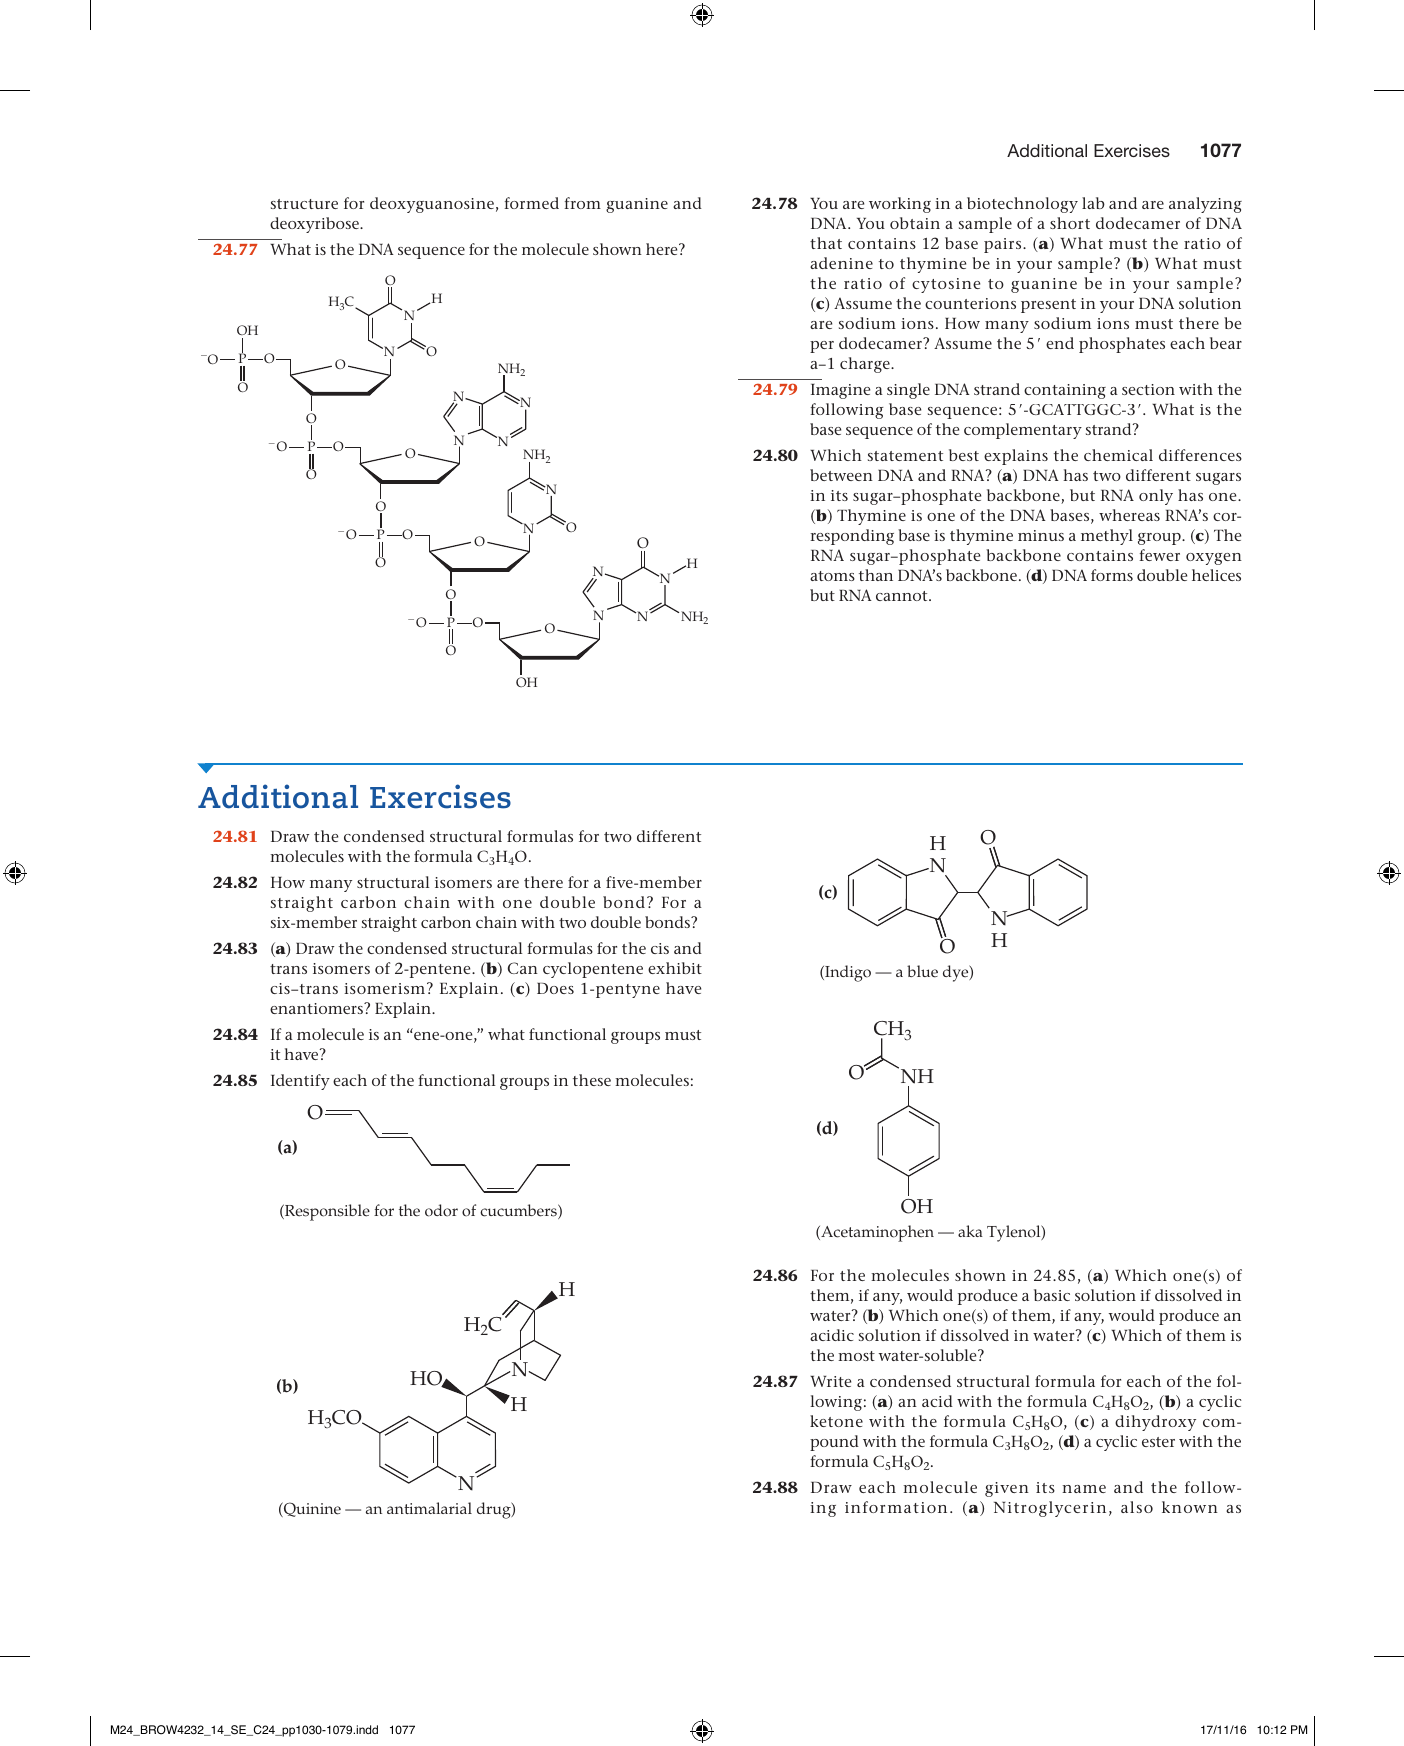 Additional Exercises 1077
structure for deoxyguanosine, formed from guanine and
deoxyribose.
24.77 What is the DNA sequence for the molecule shown here?
O
H₃C
H
N
OH
N
O
⁻O
P
O
O
O
NH₂
N
N
O
N
N
⁻O
P
O
O
O
NH₂
N
O
N
O
⁻O
P
O
O
O
O
H
N
N
O
N
N
NH₂
⁻O
P
O
O
O
OH
24.78 You are working in a biotechnology lab and are analyzing
DNA. You obtain a sample of a short dodecamer of DNA
that contains 12 base pairs. (a) What must the ratio of
adenine to thymine be in your sample? (b) What must
the ratio of cytosine to guanine be in your sample?
(c) Assume the counterions present in your DNA solution
are sodium ions. How many sodium ions must there be
per dodecamer? Assume the 5′ end phosphates each bear
a–1 charge.
24.79 Imagine a single DNA strand containing a section with the
following base sequence: 5′-GCATTGGC-3′. What is the
base sequence of the complementary strand?
24.80 Which statement best explains the chemical differences
between DNA and RNA? (a) DNA has two different sugars
in its sugar–phosphate backbone, but RNA only has one.
(b) Thymine is one of the DNA bases, whereas RNA's cor-
responding base is thymine minus a methyl group. (c) The
RNA sugar–phosphate backbone contains fewer oxygen
atoms than DNA's backbone. (d) DNA forms double helices
but RNA cannot.
Additional Exercises
24.81 Draw the condensed structural formulas for two different
molecules with the formula C₃H₄O.
24.82 How many structural isomers are there for a five-member
straight carbon chain with one double bond? For a
six-member straight carbon chain with two double bonds?
24.83 (a) Draw the condensed structural formulas for the cis and
trans isomers of 2-pentene. (b) Can cyclopentene exhibit
cis–trans isomerism? Explain. (c) Does 1-pentyne have
enantiomers? Explain.
24.84 If a molecule is an “ene-one,” what functional groups must
it have?
24.85 Identify each of the functional groups in these molecules:
O
(a)
(Responsible for the odor of cucumbers)
H
H₂C
N
HO
(b)
H
H₃CO
N
(Quinine — an antimalarial drug)
H
N
O
(c)
N
H
O
(Indigo — a blue dye)
CH₃
O
NH
(d)
OH
(Acetaminophen — aka Tylenol)
24.86 For the molecules shown in 24.85, (a) Which one(s) of
them, if any, would produce a basic solution if dissolved in
water? (b) Which one(s) of them, if any, would produce an
acidic solution if dissolved in water? (c) Which of them is
the most water-soluble?
24.87 Write a condensed structural formula for each of the fol-
lowing: (a) an acid with the formula C₄H₈O₂, (b) a cyclic
ketone with the formula C₅H₈O, (c) a dihydroxy com-
pound with the formula C₃H₈O₂, (d) a cyclic ester with the
formula C₅H₈O₂.
24.88 Draw each molecule given its name and the follow-
ing information. (a) Nitroglycerin, also known as
M24_BROW4232_14_SE_C24_pp1030-1079.indd 1077
17/11/16 10:12 PM